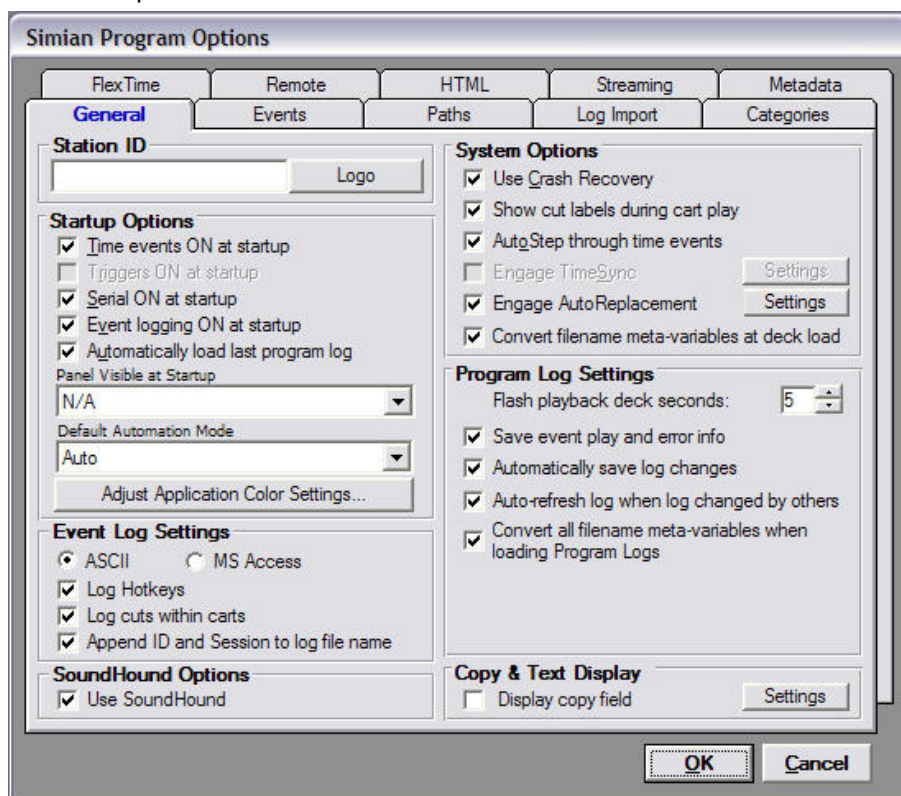 Simian Program Options
FlexTime
Remote
HTML
Streaming
Metadata
General
Events
Paths
Log Import
Categories
Station ID
Logo
Startup Options
Time events ON at startup
Triggers ON at startup
Serial ON at startup
Event logging ON at startup
Automatically load last program log
Panel Visible at Startup
N/A
Default Automation Mode
Auto
Adjust Application Color Settings...
Event Log Settings
ASCII
MS Access
Log Hotkeys
Log cuts within carts
Append ID and Session to log file name
SoundHound Options
Use SoundHound
System Options
Use Crash Recovery
Show cut labels during cart play
AutoStep through time events
Engage TimeSync
Settings
Engage AutoReplacement
Settings
Convert filename meta-variables at deck load
Program Log Settings
Flash playback deck seconds:
5
Save event play and error info
Automatically save log changes
Auto-refresh log when log changed by others
Convert all filename meta-variables when
loading Program Logs
Copy & Text Display
Display copy field
Settings
OK
Cancel